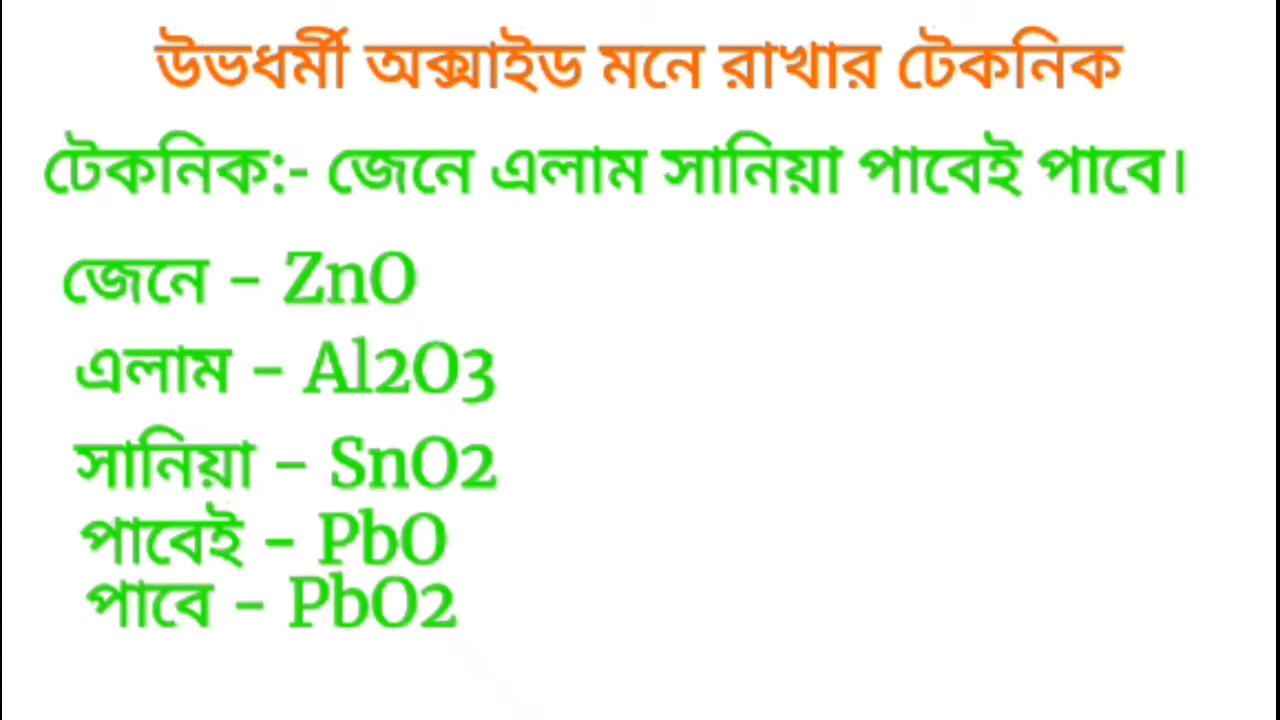 উভধর্মী অক্সাইড মনে রাখার টেকনিক
টেকনিক:- জেনে এলাম সানিয়া পাবেই পাবে।
জেনে - ZnO
এলাম - Al2O3
সানিয়া - SnO2
পাবেই - PbO
পাবে - PbO2